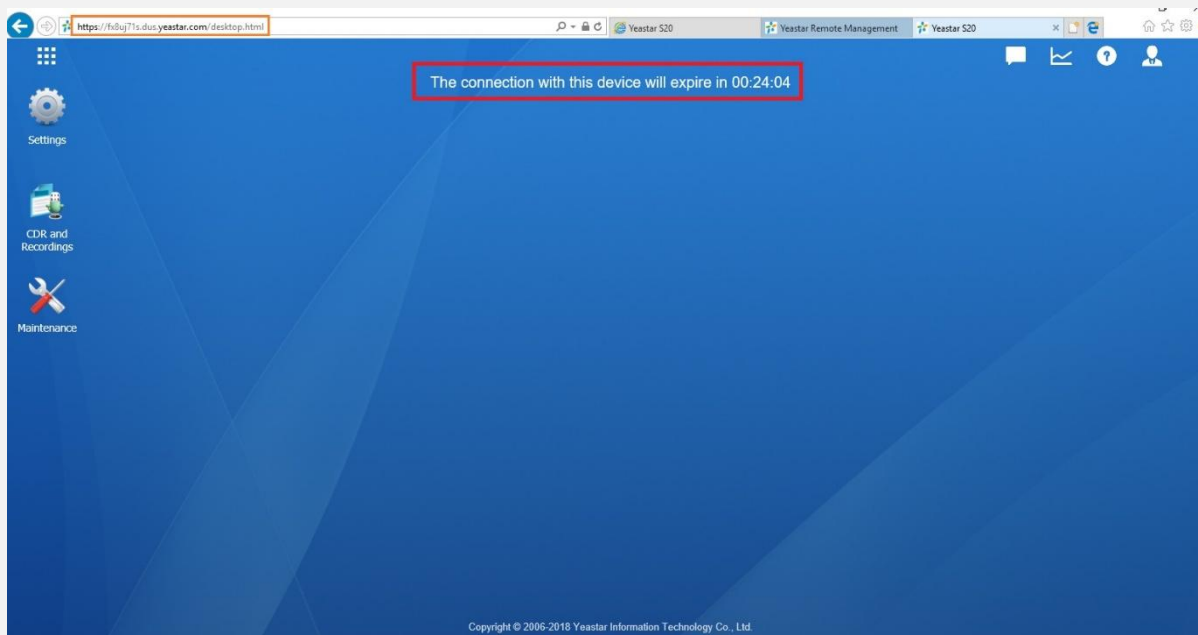 https://fx8uj71s.dus.yeastar.com/desktop.html
Yeastar S20
Yeastar Remote Management
Yeastar S20
The connection with this device will expire in 00:24:04
Settings
CDR and
Recordings
Maintenance
Copyright © 2006-2018 Yeastar Information Technology Co., Ltd.